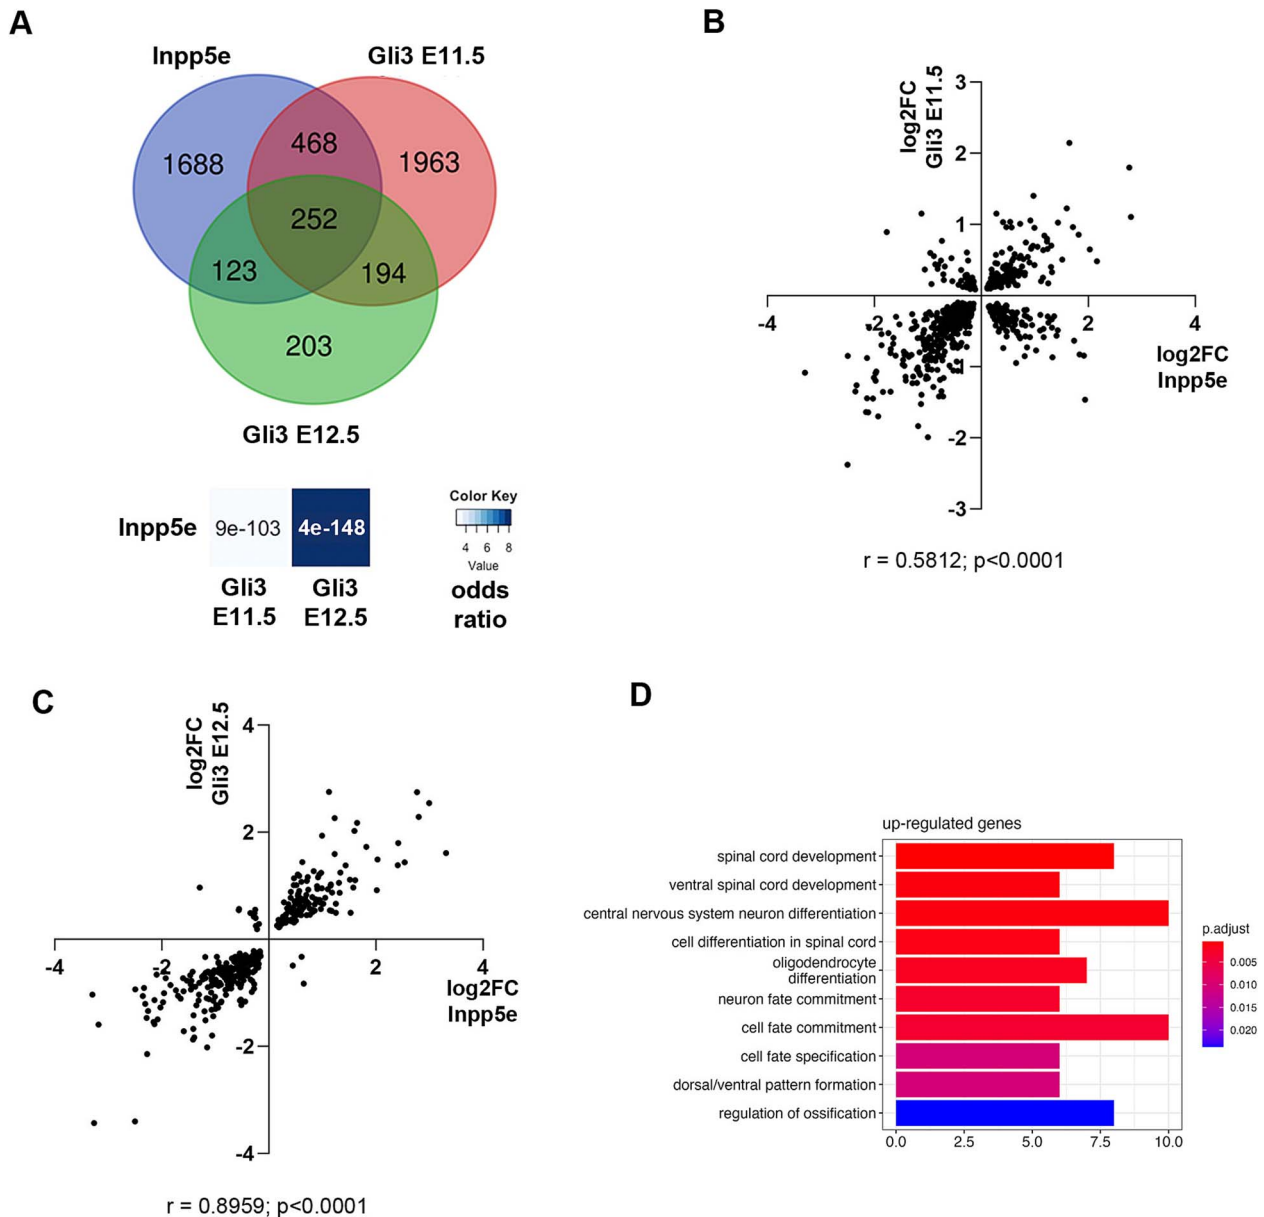 A
Inpp5e
Gli3 E11.5
1688
468
1963
252
123
194
203
Gli3 E12.5
Inpp5e
9e-103
4e-148
Gli3
E11.5
Gli3
E12.5
Color Key
4 6 8
Value
odds
ratio
B
log2FC
Gli3 E11.5
3
2
1
-4
-2
2
4
-1
-2
-3
log2FC
Inpp5e
r = 0.5812; p<0.0001
C
log2FC
Gli3 E12.5
4
2
-4
-2
2
4
-2
-4
log2FC
Inpp5e
r = 0.8959; p<0.0001
D
up-regulated genes
spinal cord development
ventral spinal cord development
central nervous system neuron differentiation
cell differentiation in spinal cord
oligodendrocyte
differentiation
neuron fate commitment
cell fate commitment
cell fate specification
dorsal/ventral pattern formation
regulation of ossification
0.0 2.5 5.0 7.5 10.0
p.adjust
0.005
0.010
0.015
0.020